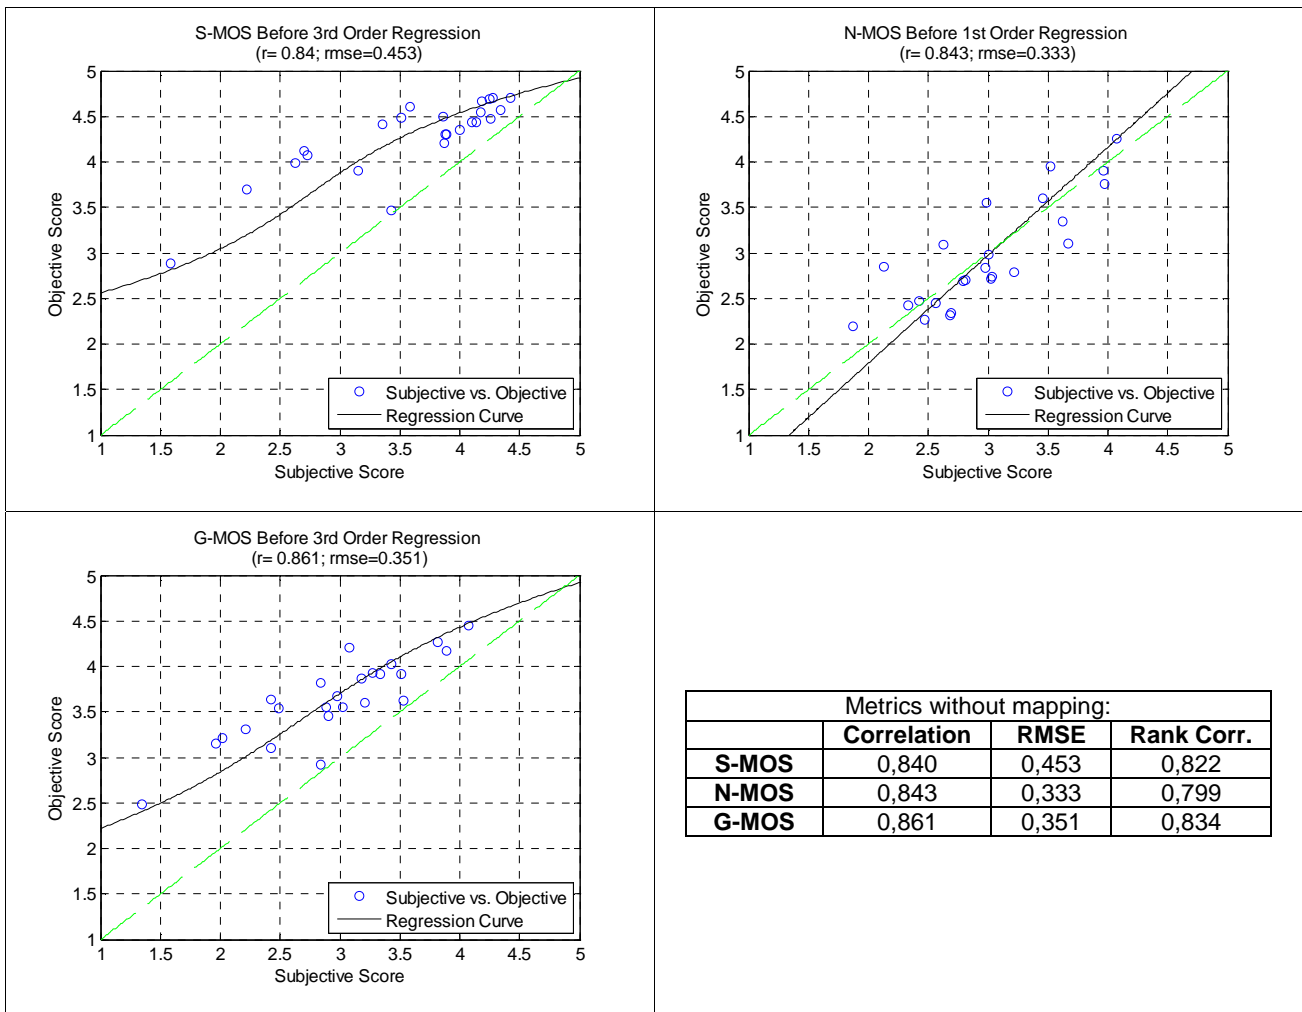 S-MOS Before 3rd Order Regression
(r= 0.84; rmse=0.453)
5
4.5
4
3.5
3
2.5
2
1.5
1
Objective Score
Subjective vs. Objective
Regression Curve
1 1.5 2 2.5 3 3.5 4 4.5 5
Subjective Score
N-MOS Before 1st Order Regression
(r= 0.843; rmse=0.333)
5
4.5
4
3.5
3
2.5
2
1.5
1
Objective Score
Subjective vs. Objective
Regression Curve
1 1.5 2 2.5 3 3.5 4 4.5 5
Subjective Score
G-MOS Before 3rd Order Regression
(r= 0.861; rmse=0.351)
5
4.5
4
3.5
3
2.5
2
1.5
1
Objective Score
Subjective vs. Objective
Regression Curve
1 1.5 2 2.5 3 3.5 4 4.5 5
Subjective Score
Metrics without mapping:
Correlation RMSE Rank Corr.
S-MOS 0,840 0,453 0,822
N-MOS 0,843 0,333 0,799
G-MOS 0,861 0,351 0,834